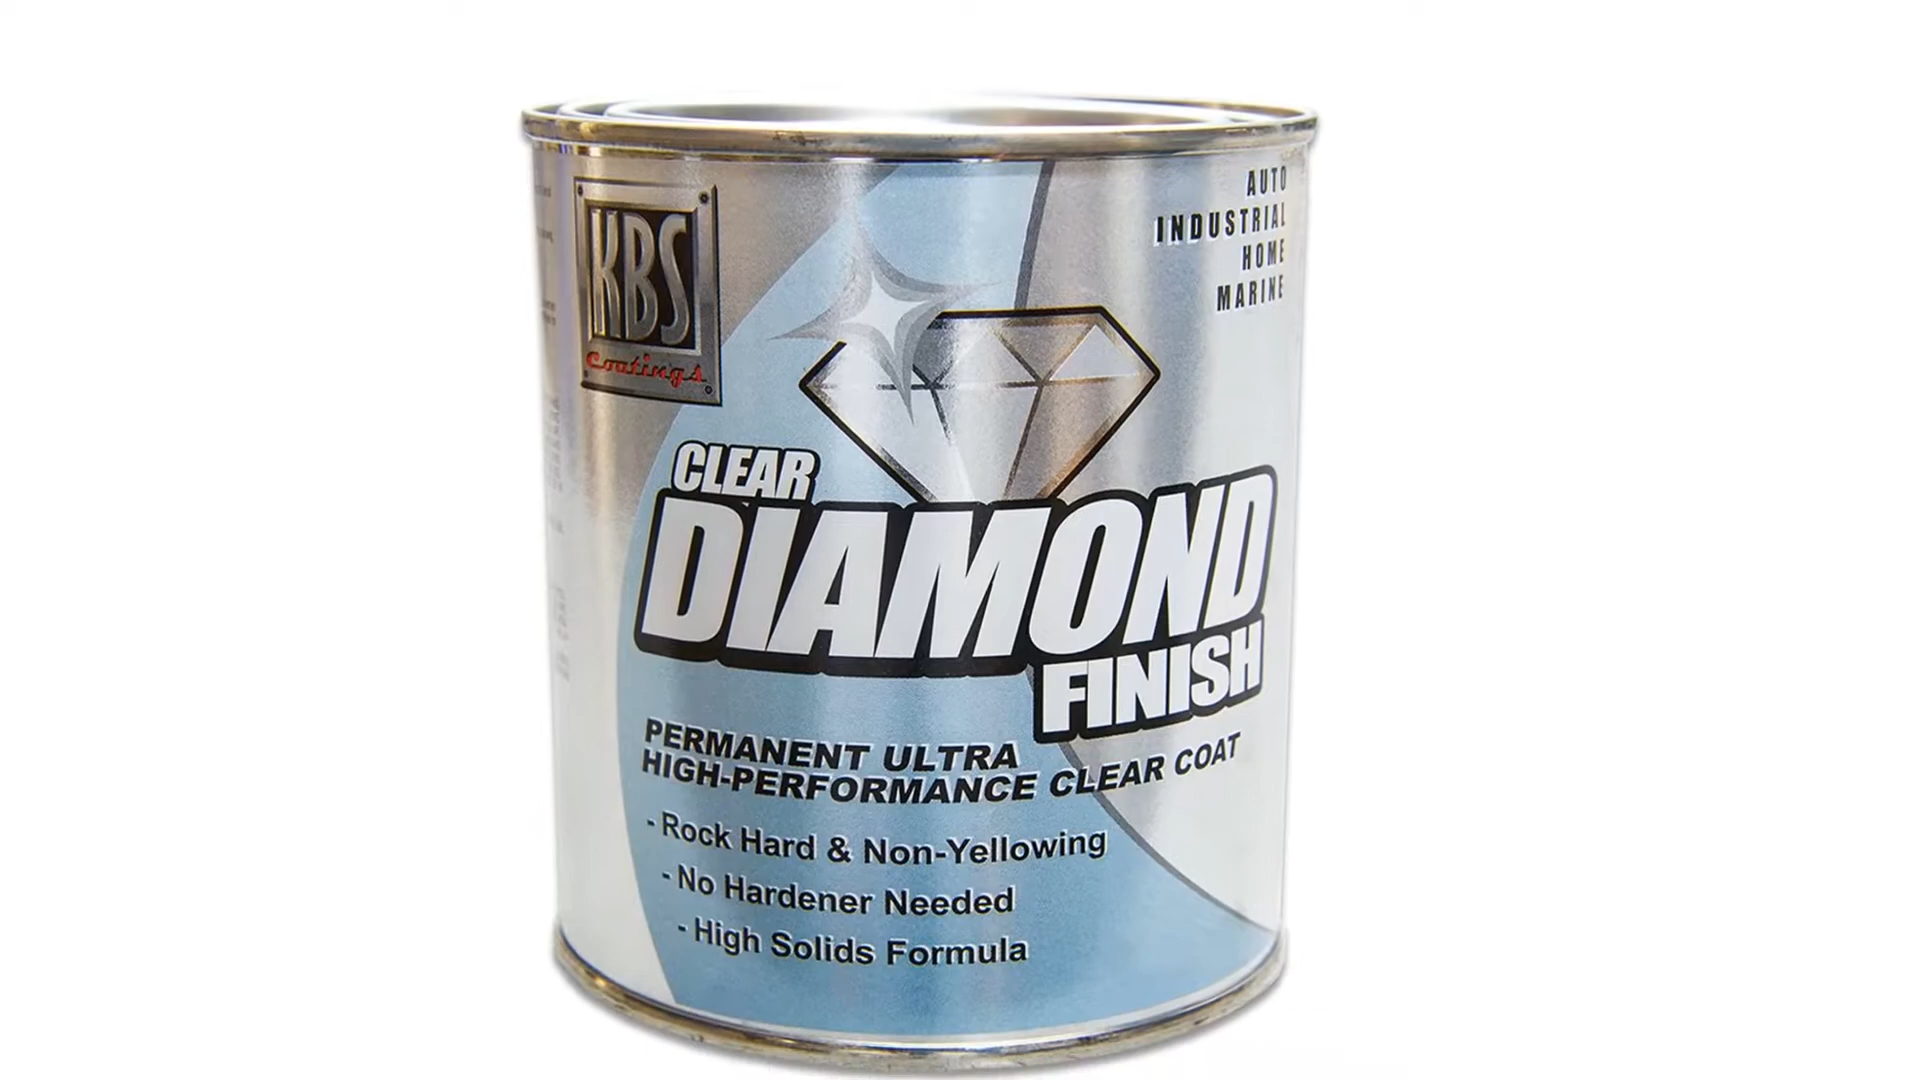 KBS
Coatings
AUTO
INDUSTRIAL
HOME
MARINE
CLEAR
DIAMOND
FINISH
PERMANENT ULTRA
HIGH-PERFORMANCE CLEAR COAT
- Rock Hard & Non-Yellowing
- No Hardener Needed
- High Solids Formula